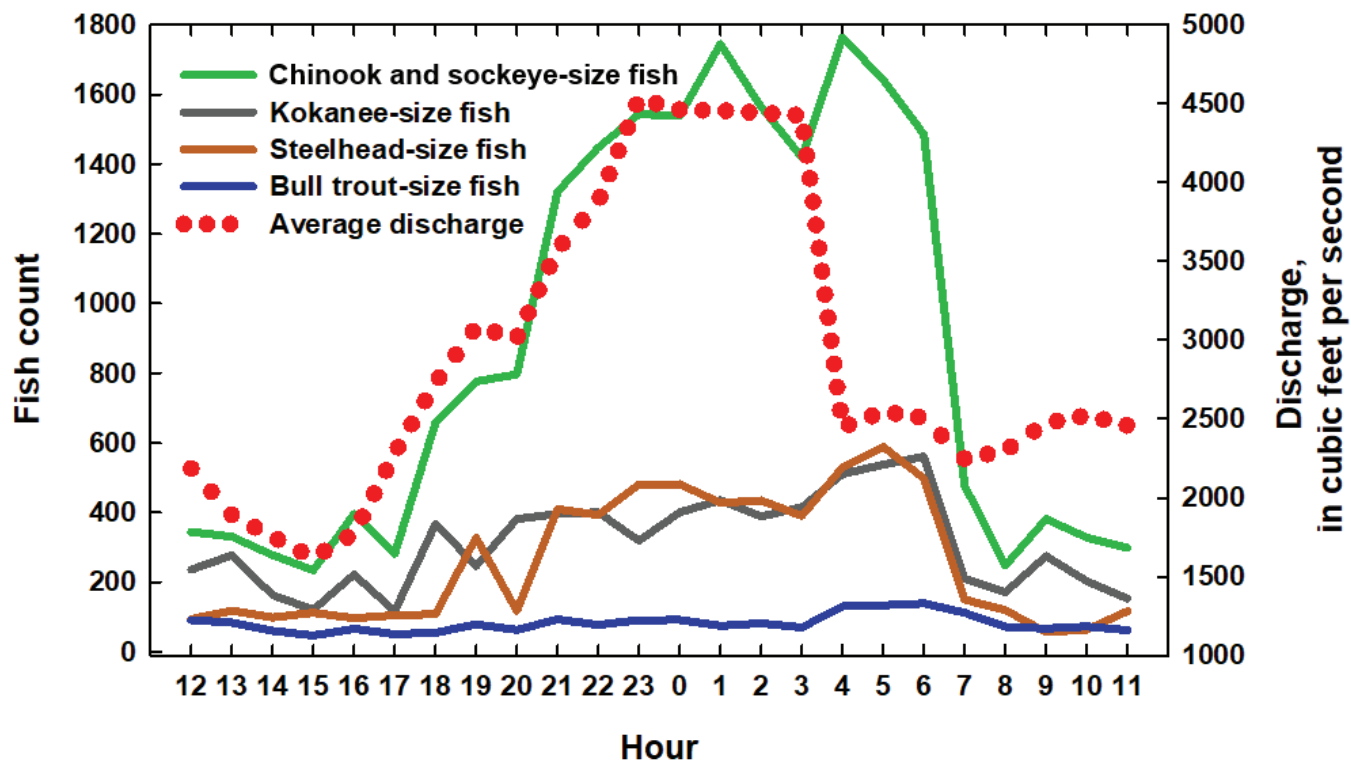 Chinook and sockeye-size fish
Kokanee-size fish
Steelhead-size fish
Bull trout-size fish
Average discharge
Fish count
1800
1600
1400
1200
1000
800
600
400
200
0
5000
4500
4000
3500
3000
2500
2000
1500
1000
Discharge,
in cubic feet per second
12 13 14 15 16 17 18 19 20 21 22 23 0 1 2 3 4 5 6 7 8 9 10 11
Hour